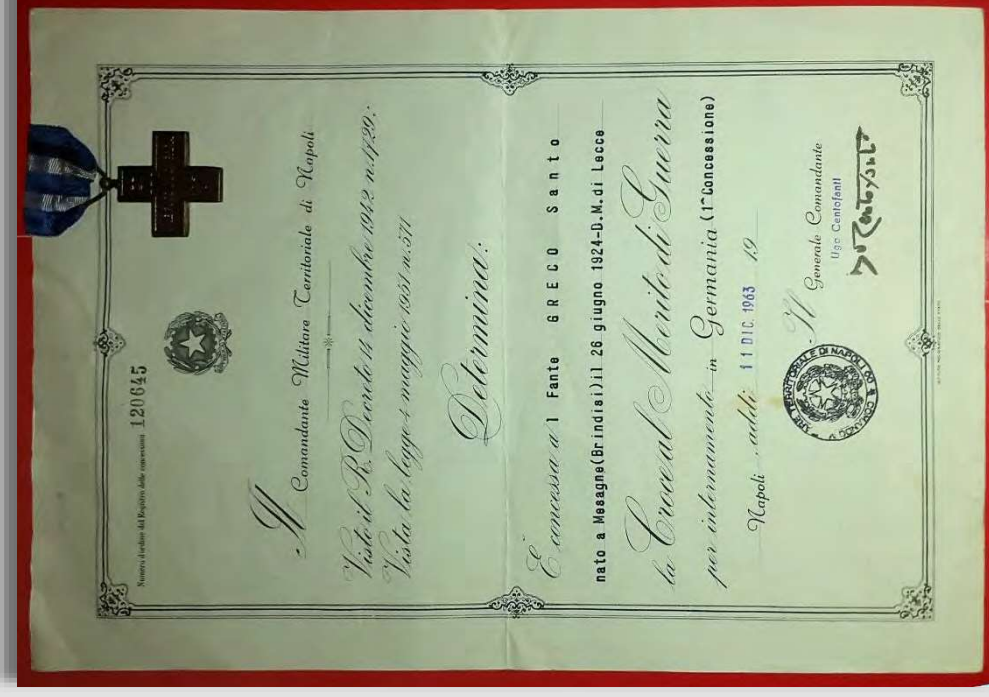 Numero d'ordine del Registro delle concessioni 120645
Il
Comandante Militare Territoriale di Napoli
Visto il R. Decreto 14 dicembre 1942 n. 1729:
Vista la legge 4 maggio 1951 n. 571
Determina:
È concessa al Fante GRECO Santo
nato a Mesagne(Brindisi)il 26 giugno 1924-D.M.di Lecce
la Croce al Merito di Guerra
per internamento in Germania (1^Concessione)
Napoli, addì 11 DIC. 1963 19
Il Generale Comandante
Ugo Centofanti
TERRITORIALE DI NAPOLI